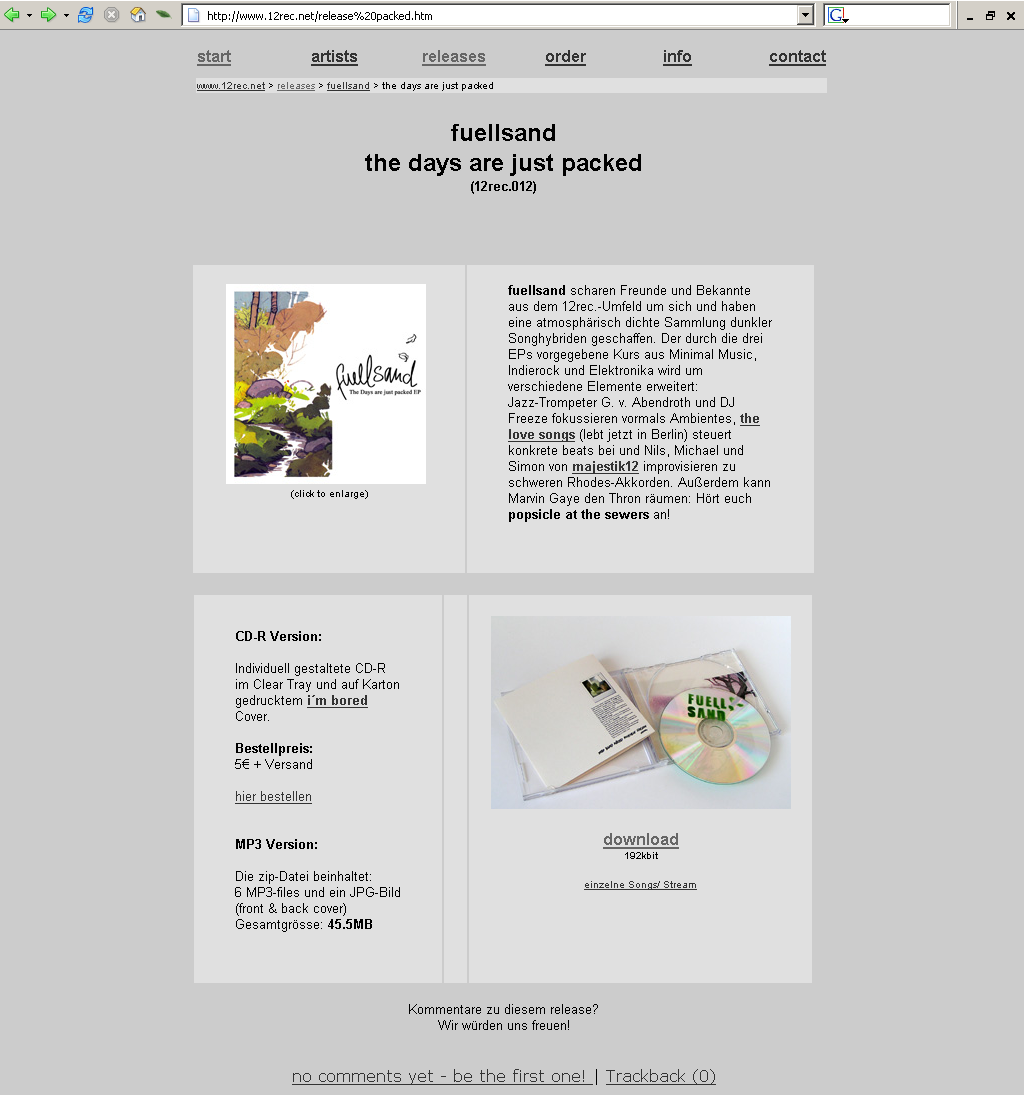 http://www.12rec.net/release%20packed.htm
G
start artists releases order info contact
www.12rec.net > releases > fuellsand > the days are just packed
fuellsand
the days are just packed
(12rec.012)
fuellsand
The Days are just packed EP
(click to enlarge)
fuellsand scharen Freunde und Bekannte
aus dem 12rec.-Umfeld um sich und haben
eine atmosphärisch dichte Sammlung dunkler
Songhybriden geschaffen. Der durch die drei
EPs vorgegebene Kurs aus Minimal Music,
Indierock und Elektronika wird um
verschiedene Elemente erweitert:
Jazz-Trompeter G. v. Abendroth und DJ
Freeze fokussieren vormals Ambientes, the
love songs (lebt jetzt in Berlin) steuert
konkrete beats bei und Nils, Michael und
Simon von majestik12 improvisieren zu
schweren Rhodes-Akkorden. Außerdem kann
Marvin Gaye den Thron räumen: Hört euch
popsicle at the sewers an!
CD-R Version:
Individuell gestaltete CD-R
im Clear Tray und auf Karton
gedrucktem i´m bored
Cover.
Bestellpreis:
5€ + Versand
hier bestellen
MP3 Version:
Die zip-Datei beinhaltet:
6 MP3-files und ein JPG-Bild
(front & back cover)
Gesamtgrösse: 45.5MB
FUELL
SAND
download
192kbit
einzelne Songs/ Stream
Kommentare zu diesem release?
Wir würden uns freuen!
no comments yet - be the first one! | Trackback (0)